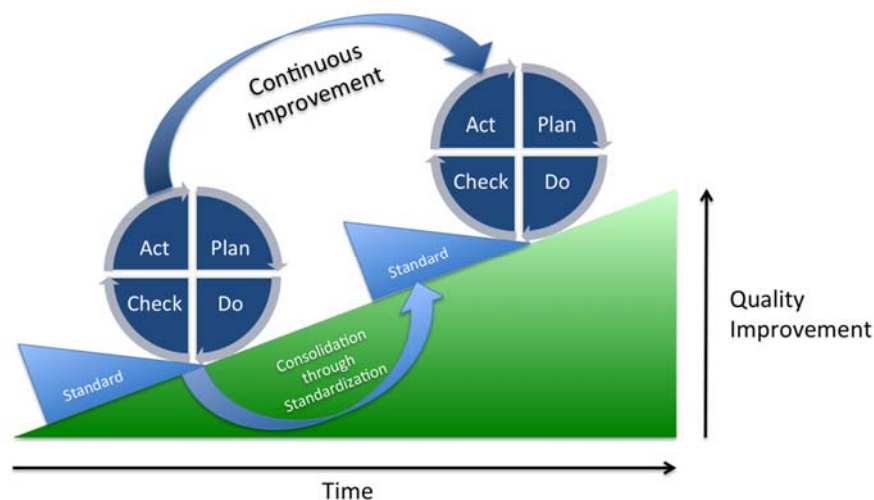 Continuous
Improvement
Act
Plan
Check
Do
Act
Plan
Check
Do
Standard
Standard
Consolidation
through
Standardization
Quality
Improvement
Time